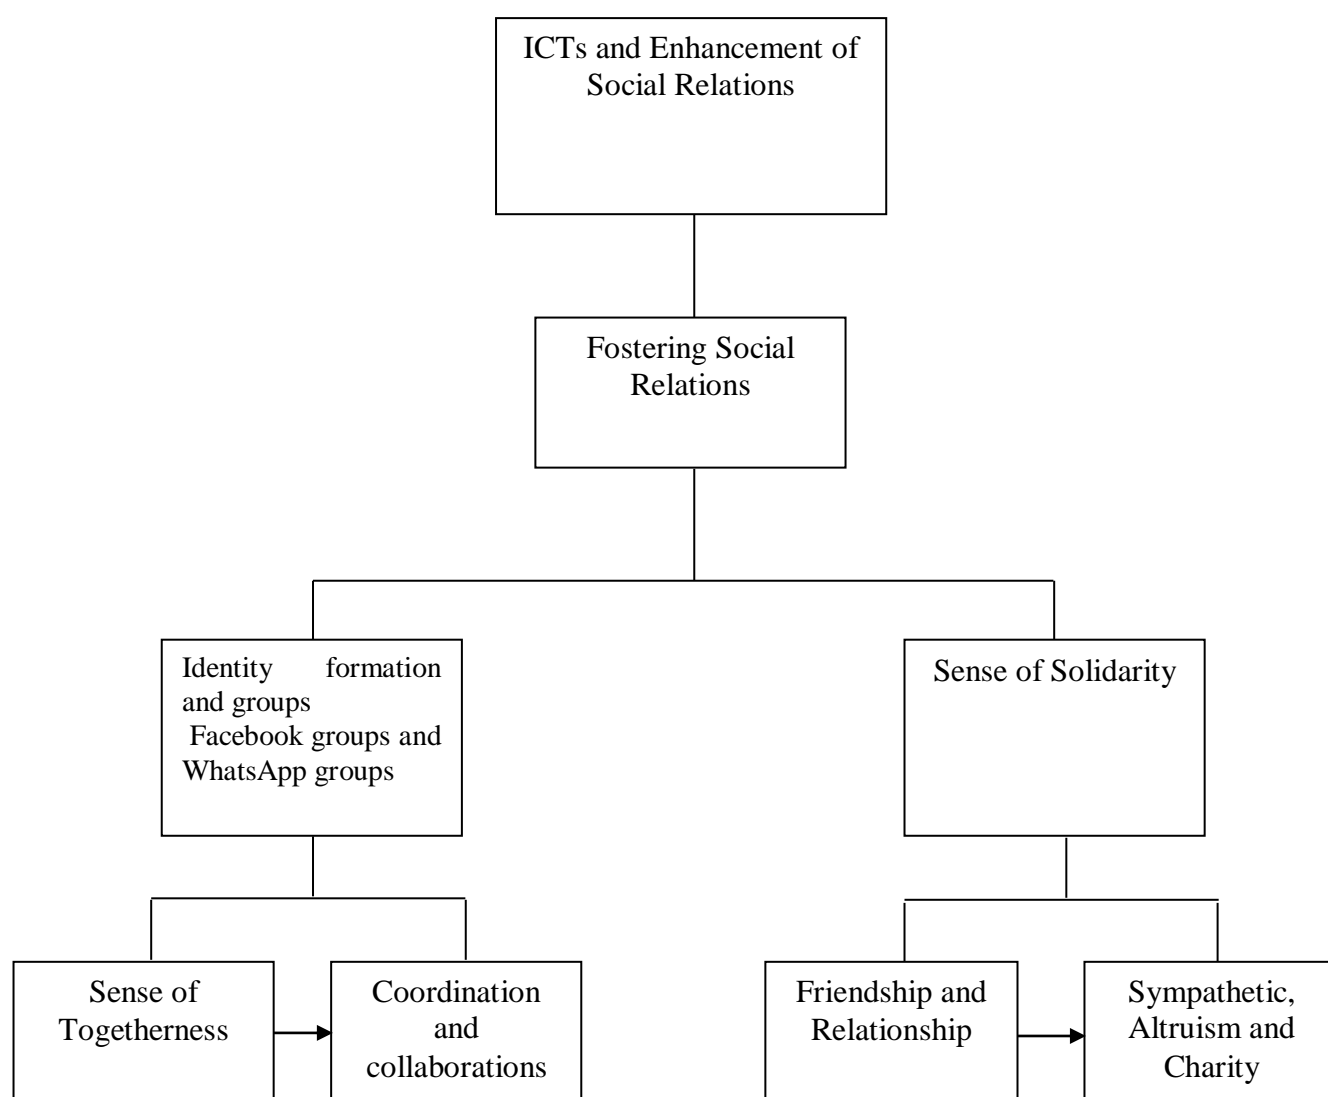 ICTs and Enhancement of
Social Relations
Fostering Social
Relations
Identity formation
and groups
Facebook groups and
WhatsApp groups
Sense of Solidarity
Sense of
Togetherness
Coordination
and
collaborations
Friendship and
Relationship
Sympathetic,
Altruism and
Charity